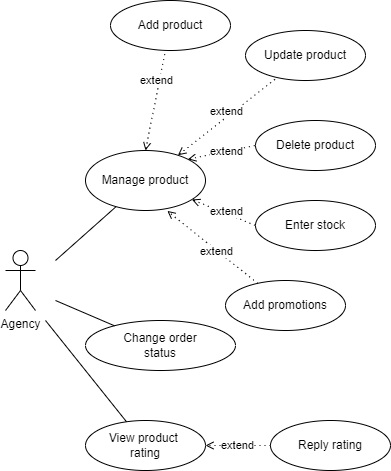 Add product
Update product
extend
extend
Delete product
extend
Manage product
extend
Enter stock
extend
Add promotions
Agency
Change order
status
View product
rating
extend
Reply rating